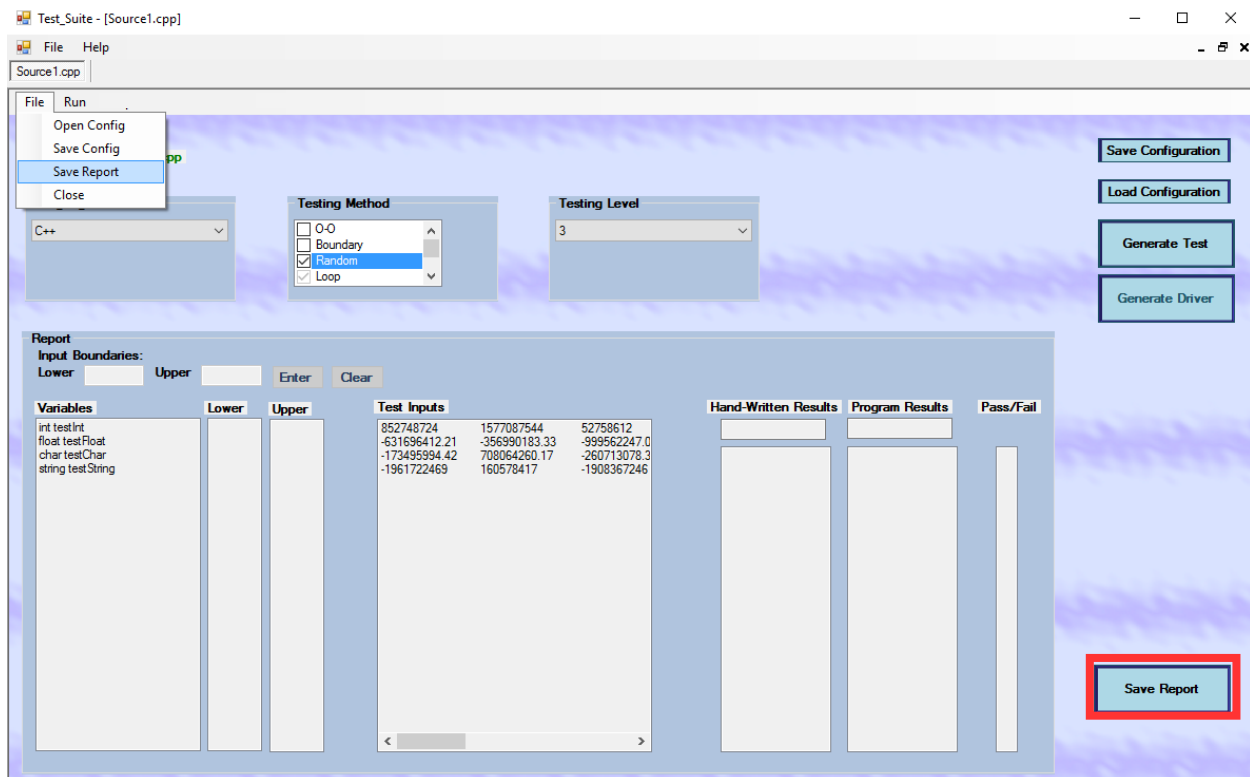 Test_Suite - [Source1.cpp]
File Help
Source1.cpp
File Run
Open Config
Save Config
Save Report
Close
pp
Save Configuration
Load Configuration
Generate Test
Generate Driver
C++
Testing Method
O-O
Boundary
Random
Loop
Testing Level
3
Report
Input Boundaries:
Lower Upper Enter Clear
Variables Lower Upper Test Inputs Hand-Written Results Program Results Pass/Fail
int testInt
float testFloat
char testChar
string testString
852748724 1577087544 52758612
-631696412.21 -356990183.33 -999562247.0
-173495994.42 708064260.17 -260713078.3
-1961722469 160578417 -1908367246
Save Report